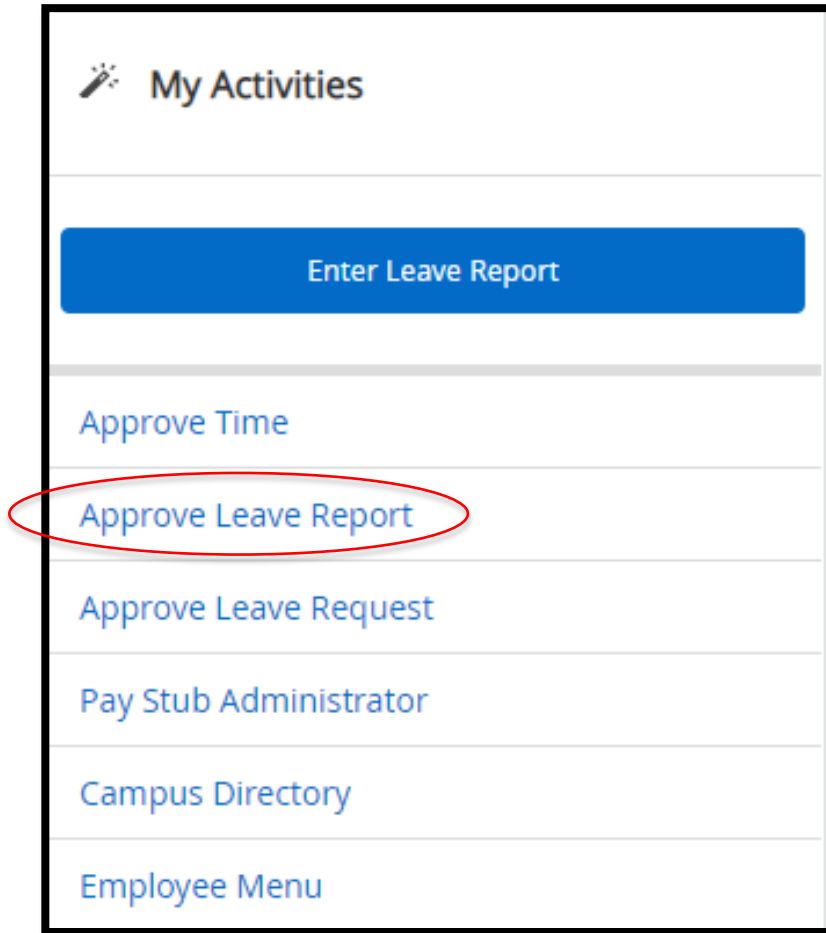 My Activities
Enter Leave Report
Approve Time
Approve Leave Report
Approve Leave Request
Pay Stub Administrator
Campus Directory
Employee Menu